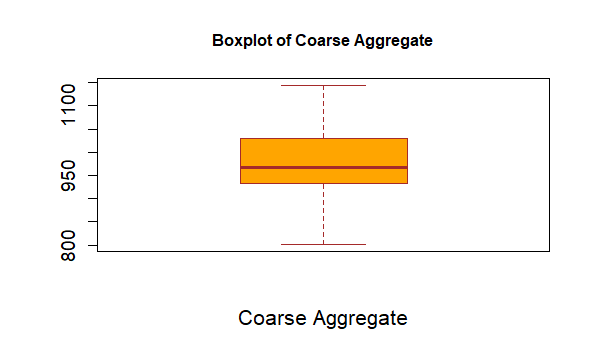 Boxplot of Coarse Aggregate
1100
950
800
Coarse Aggregate